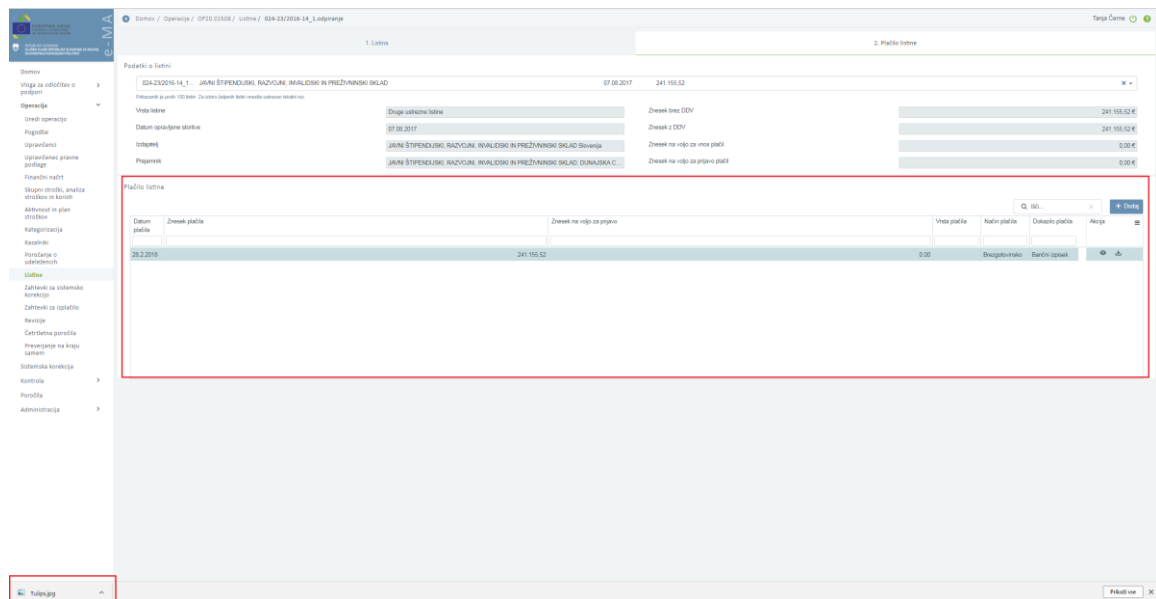 e-MA
Domov / Operacije / OP20.01508 / Listine / 024-23/2016-14_1.odpiranje
Tanja Černe
1. Listina
2. Plačilo listine
Domov
Vloga za odločitev o podpori
Operacija
Uredi operacijo
Pogodbe
Upravičenci
Upravičenec pravne podlage
Finančni načrt
Skupni stroški, analiza stroškov in koristi
Aktivnost in plan stroškov
Kategorizacija
Kazalniki
Poročanje o udeležencih
Listine
Zahtevki za sistemsko korekcijo
Zahtevki za izplačilo
Revizije
Četrtletna poročila
Preverjanje na kraju samem
Sistemska korekcija
Kontrola
Poročila
Administracija
Podatki o listini
024-23/2016-14_1... JAVNI ŠTIPENDIJSKI, RAZVOJNI, INVALIDSKI IN PREŽIVNINSKI SKLAD 07.08.2017 241.155,52
Vrsta listine Druge ustrezne listine Znesek brez DDV 241.155,52 €
Datum opravljene storitve 07.08.2017 Znesek z DDV 241.155,52 €
Izdajatelj JAVNI ŠTIPENDIJSKI, RAZVOJNI, INVALIDSKI IN PREŽIVNINSKI SKLAD Slovenija Znesek na voljo za vnos plačil 0,00 €
Prejemnik JAVNI ŠTIPENDIJSKI, RAZVOJNI, INVALIDSKI IN PREŽIVNINSKI SKLAD, DUNAJSKA C... Znesek na voljo za prijavo plačil 0,00 €
Plačilo listine
Išči...
+ Dodaj
Datum plačila Znesek plačila Znesek na voljo za prijavo Vrsta plačila Način plačila Dokazilo plačila Akcija
28.2.2018 241.155,52 0,00 Brezgotovinsko Bančni izpisek
Tulips.jpg
Prikaži vse